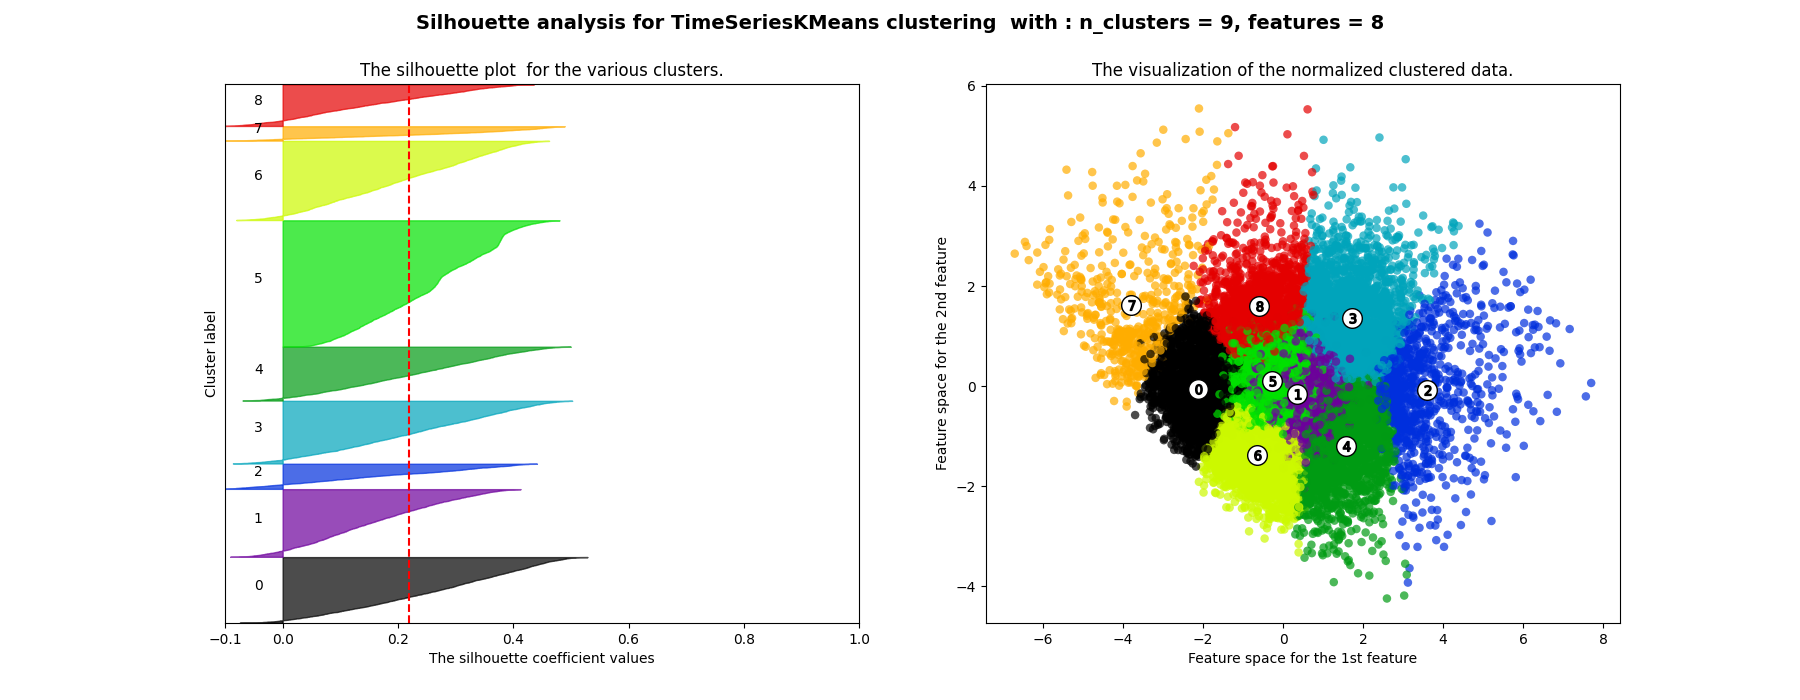 Silhouette analysis for TimeSeriesKMeans clustering  with : n_clusters = 9, features = 8
The silhouette plot  for the various clusters.
Cluster label
8
7
6
5
4
3
2
1
0
−0.1 0.0 0.2 0.4 0.6 0.8 1.0
The silhouette coefficient values
The visualization of the normalized clustered data.
Feature space for the 2nd feature
6
4
2
0
−2
−4
7
8
3
5
0
1
2
4
6
−6 −4 −2 0 2 4 6 8
Feature space for the 1st feature